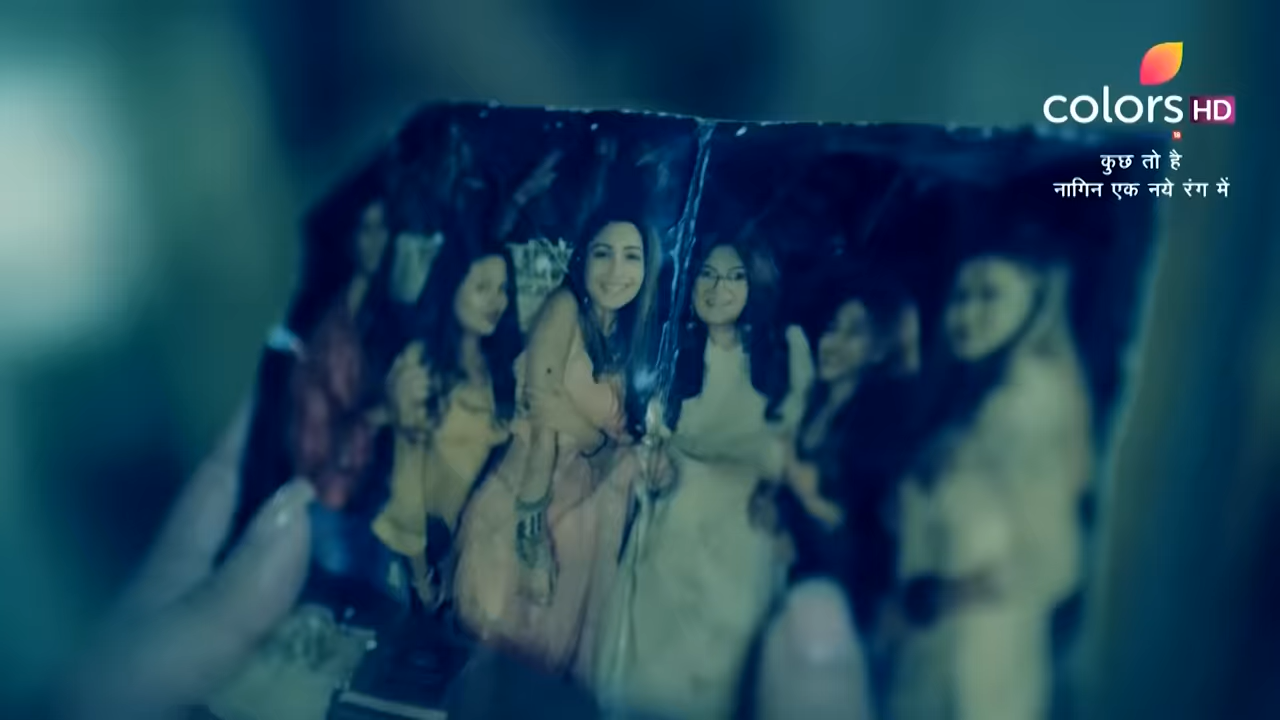 colors HD
कुछ तो है
नागिन एक नये रंग में